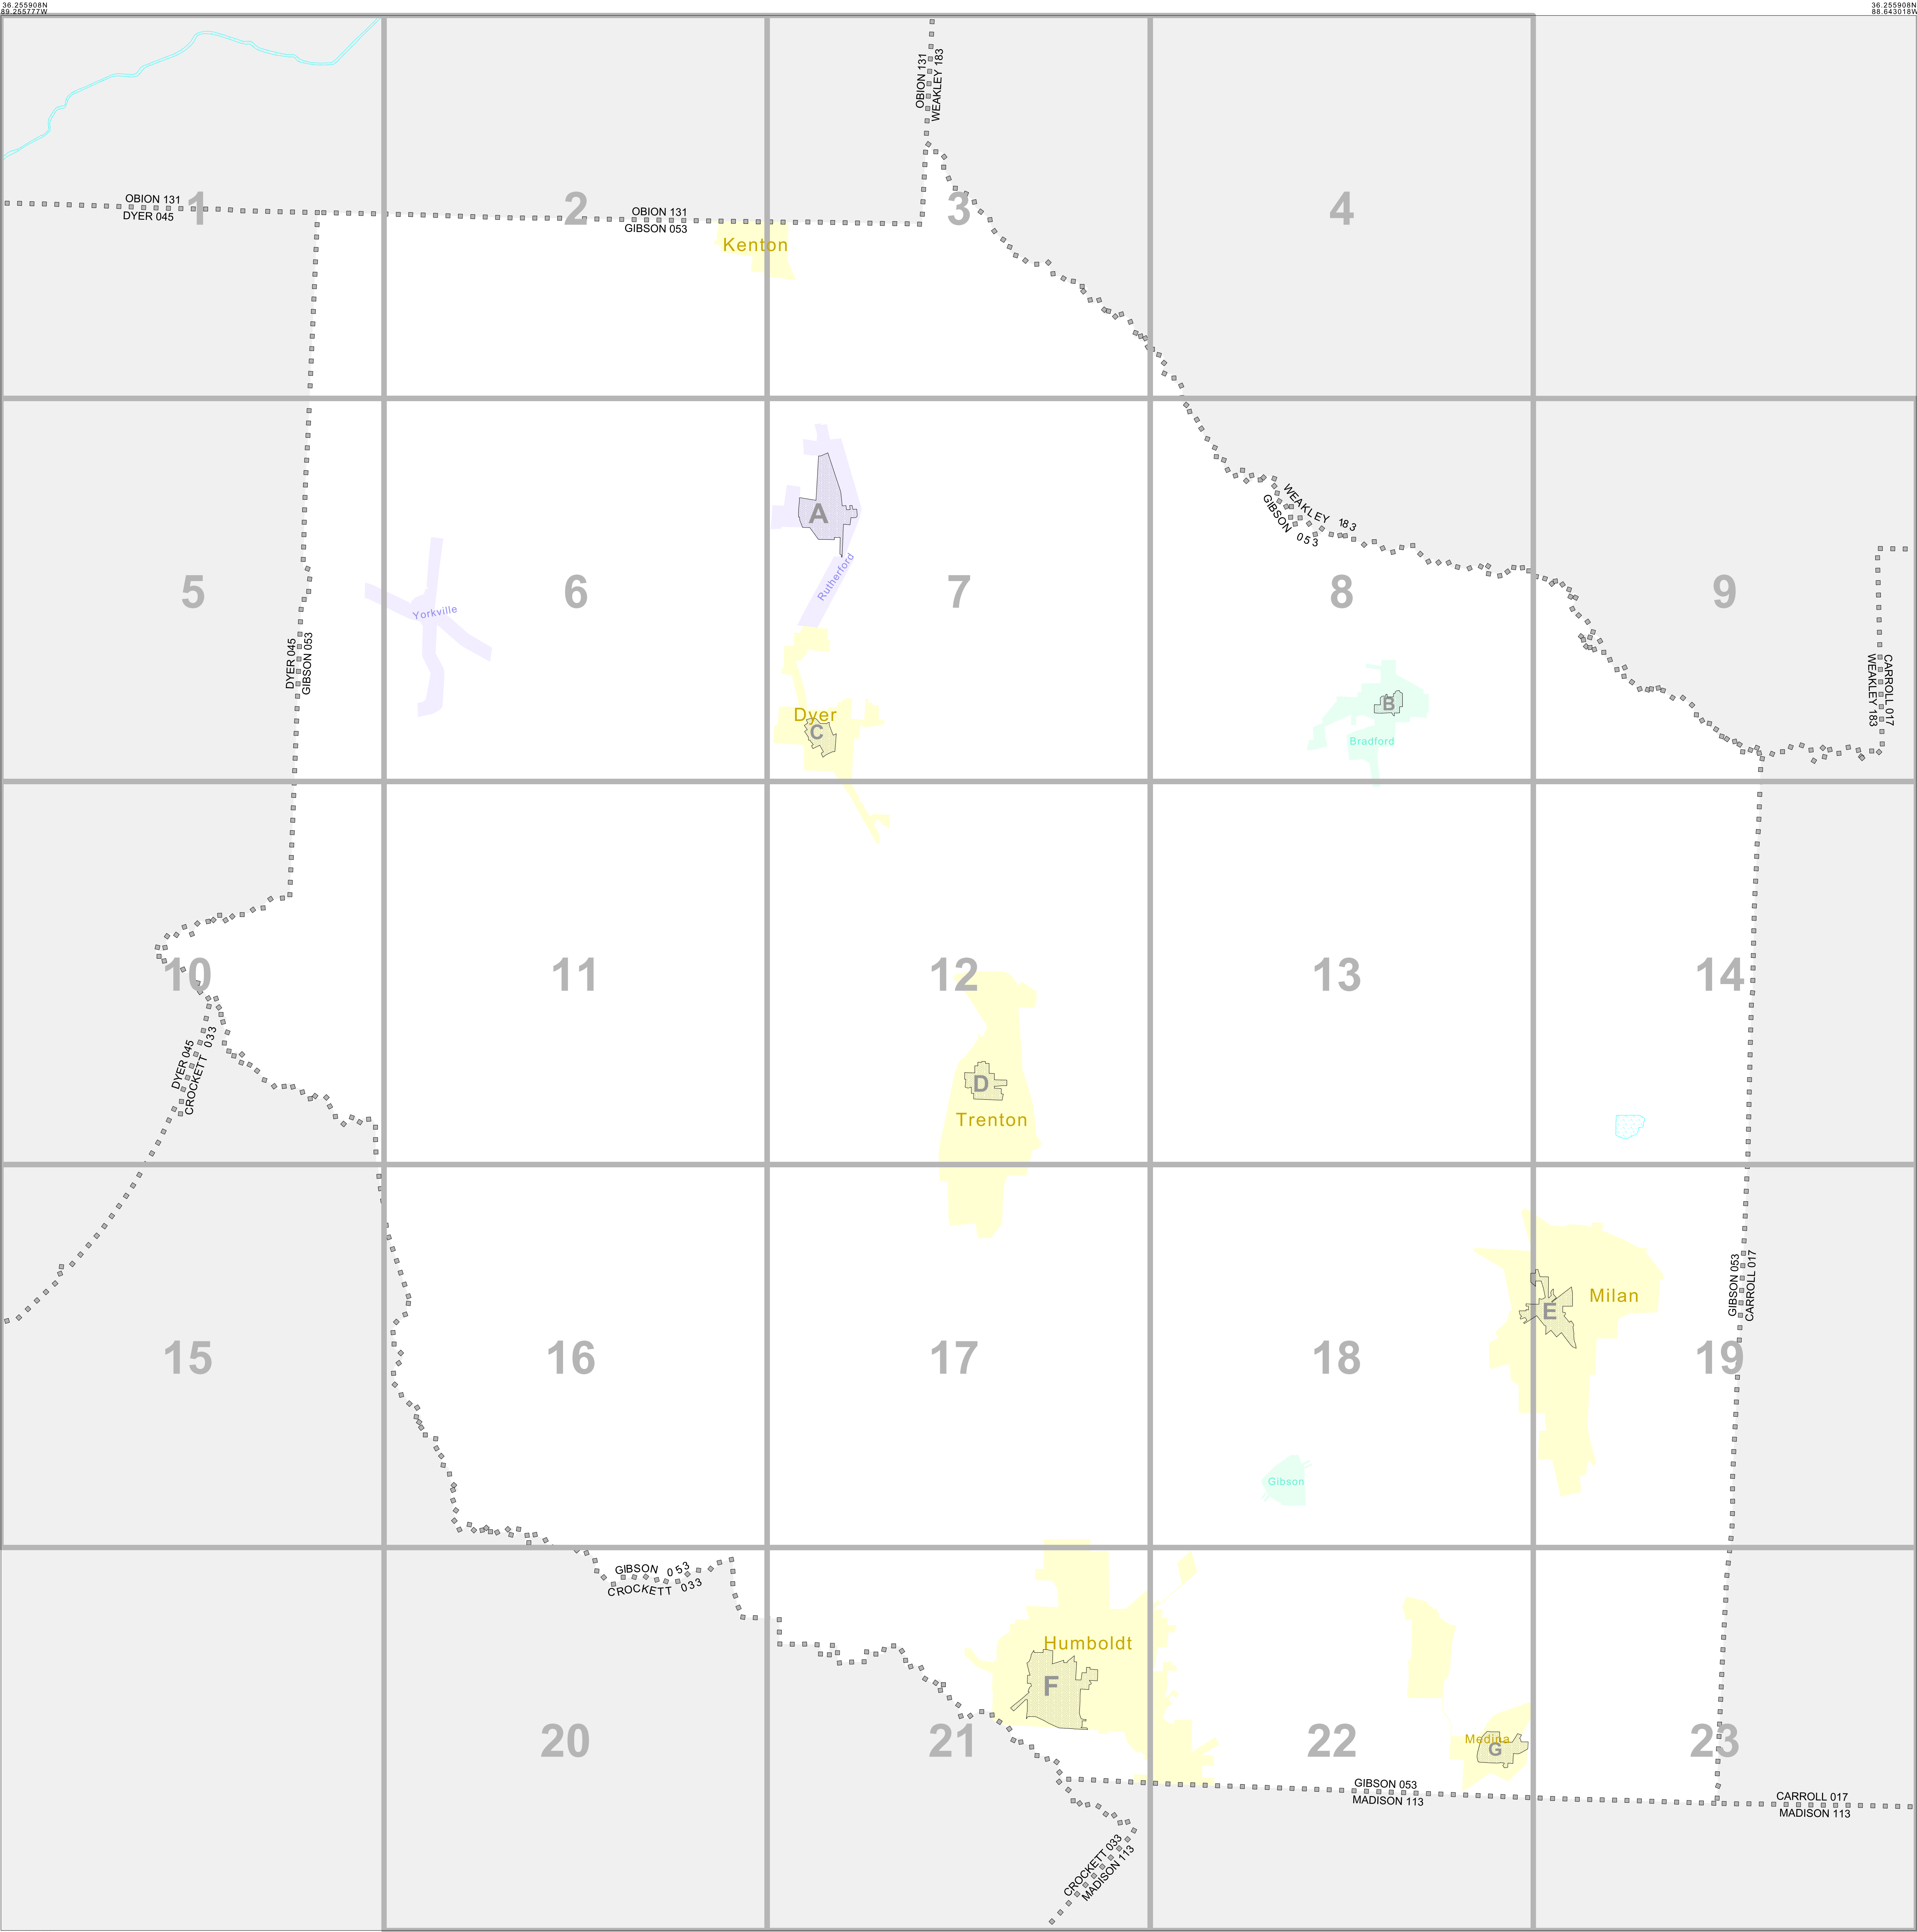 36.255908N
89.255777W
36.255908N
88.643018W
OBION 131
WEAKLEY 183
OBION 131
DYER 045
1
2
OBION 131
GIBSON 053
3
4
Kenton
WEAKLEY 183
GIBSON 053
A
Rutherford
5
6
Yorkville
7
8
9
DYER 045
GIBSON 053
CARROLL 017
WEAKLEY 183
B
Dyer
C
Bradford
10
11
12
13
14
DYER 045
CROCKETT 033
D
Trenton
GIBSON 053
CARROLL 017
Milan
E
15
16
17
18
19
Gibson
GIBSON 053
CROCKETT 033
Humboldt
F
20
21
22
Medina
G
23
GIBSON 053
MADISON 113
CARROLL 017
MADISON 113
CROCKETT 033
MADISON 113